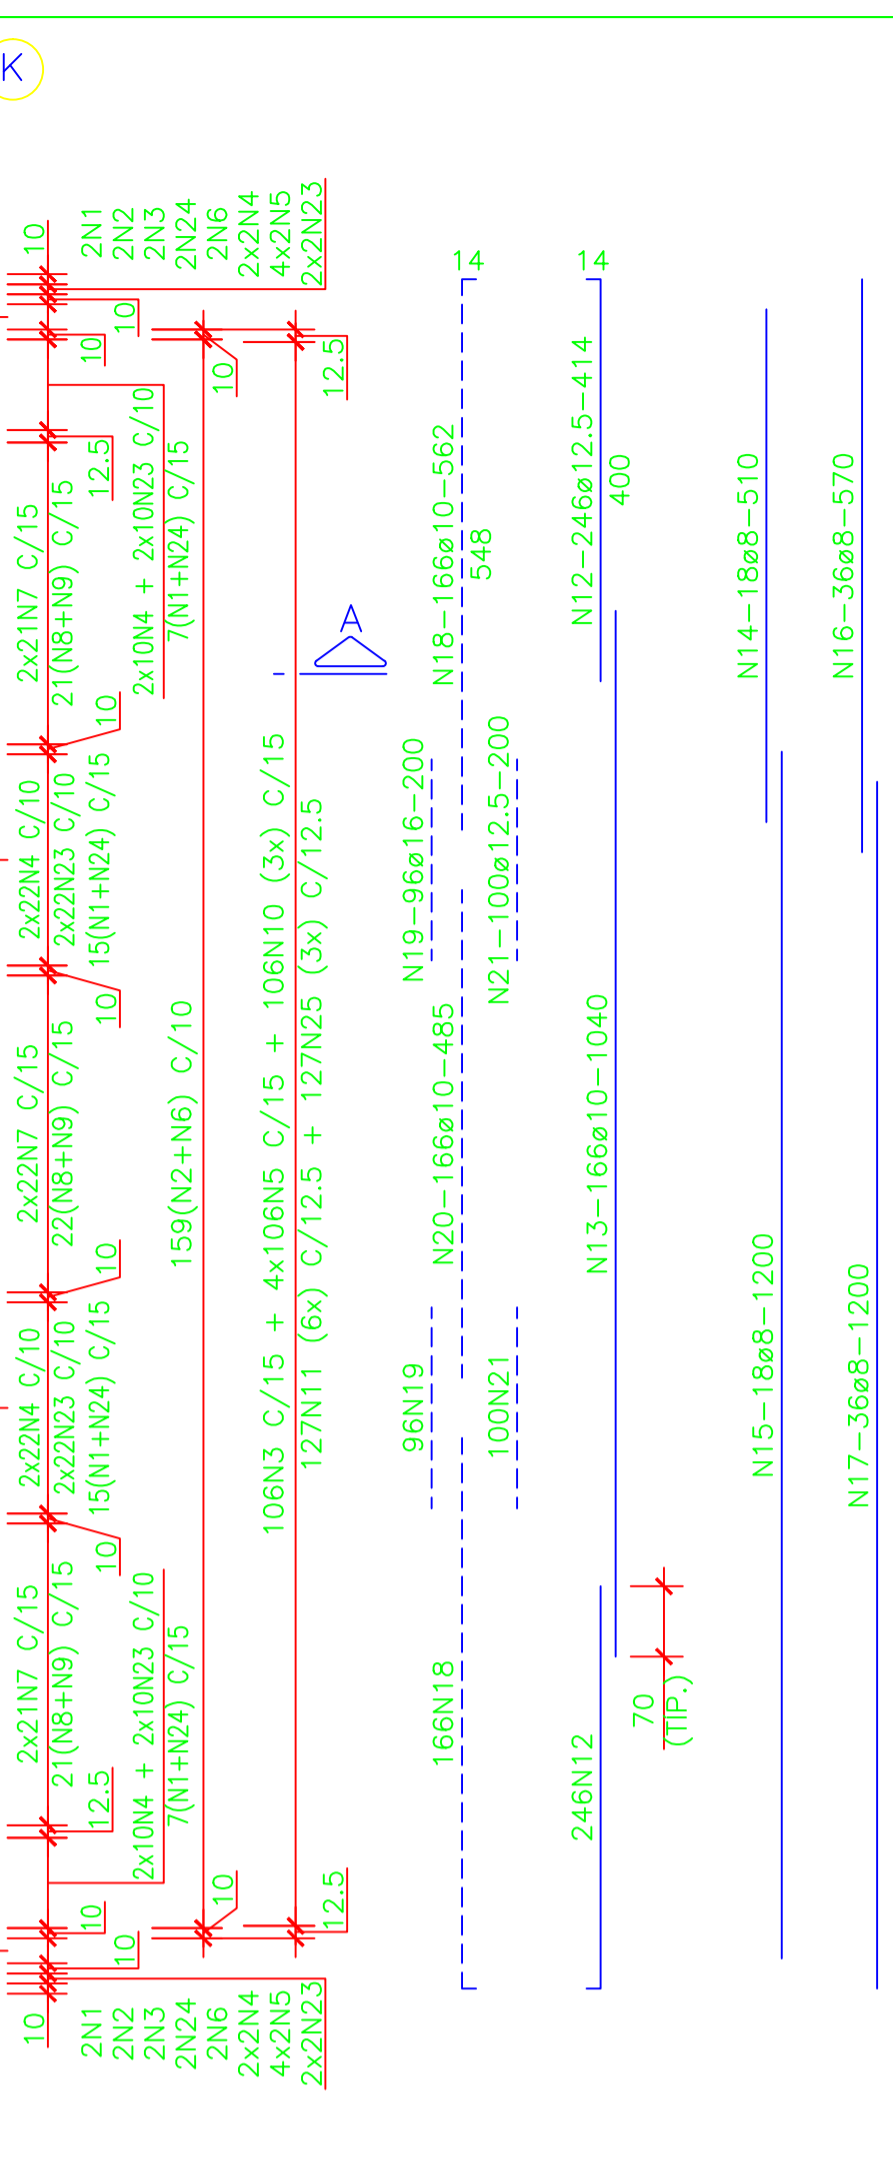 K
10
2N1
2N2
2N3
2N24
2N6
2x2N4
4x2N5
2x2N23
10
10
10
12.5
12.5
2x21N7 C/15
21(N8+N9) C/15
2x10N4 + 2x10N23 C/10
7(N1+N24) C/15
10
2x22N4 C/10
2x22N23 C/10
15(N1+N24) C/15
10
2x22N7 C/15
22(N8+N9) C/15
10
2x22N4 C/10
2x22N23 C/10
15(N1+N24) C/15
10
2x21N7 C/15
21(N8+N9) C/15
2x10N4 + 2x10N23 C/10
7(N1+N24) C/15
12.5
10
10
10
12.5
10
2N1
2N2
2N3
2N24
2N6
2x2N4
4x2N5
2x2N23
159(N2+N6) C/10
106N3 C/15 + 4x106N5 C/15 + 106N10 (3x) C/15
127N11 (6x) C/12.5 + 127N25 (3x) C/12.5
A
14
N18-166ø10-562
548
N19-96ø16-200
N21-100ø12.5-200
N20-166ø10-485
96N19
100N21
166N18
14
N12-246ø12.5-414
400
N13-166ø10-1040
246N12
70
(TIP.)
N14-18ø8-510
N15-18ø8-1200
N16-36ø8-570
N17-36ø8-1200